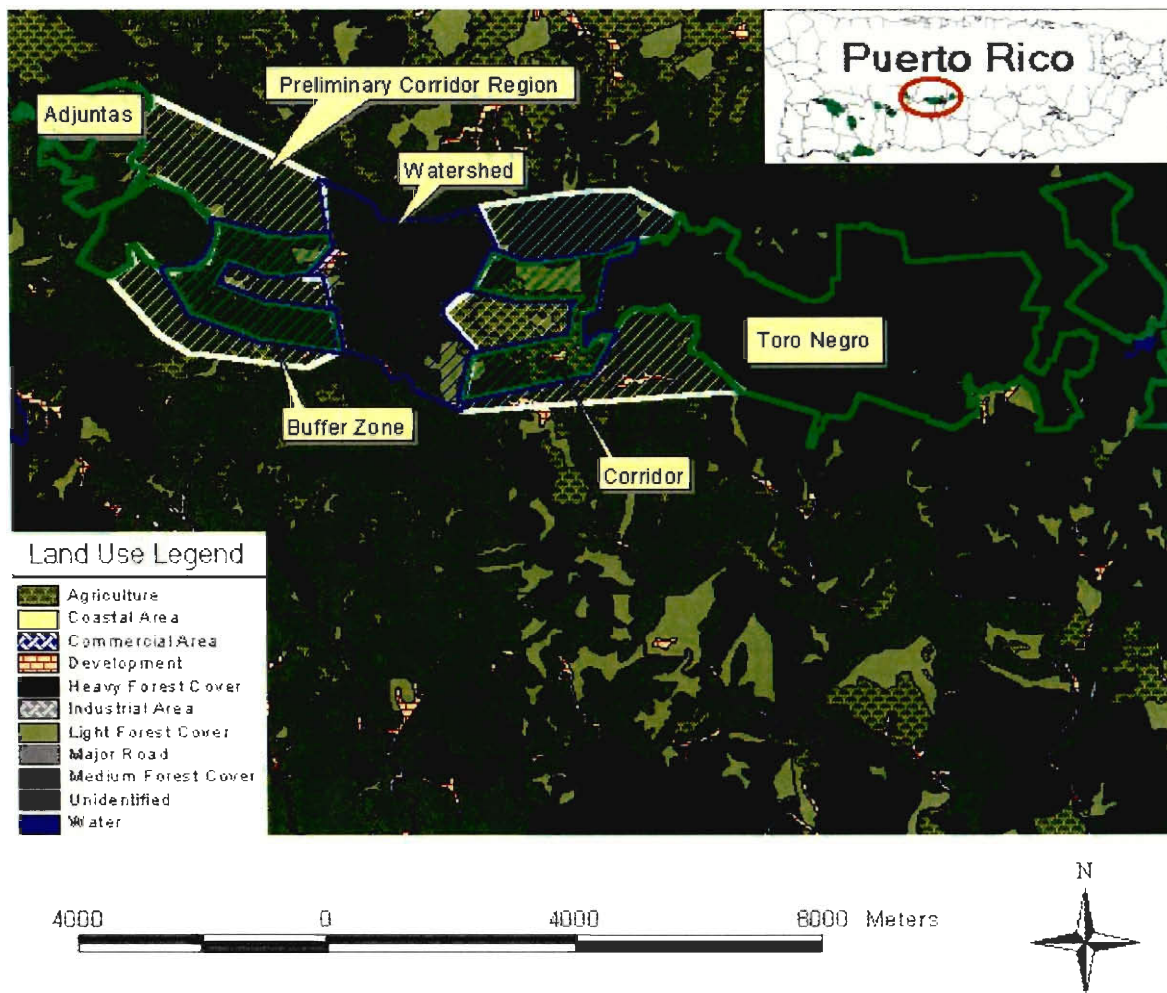 Puerto Rico
Preliminary Corridor Region
Adjuntas
Watershed
Toro Negro
Buffer Zone
Corridor
Land Use Legend
Agriculture
Coastal Area
Commercial Area
Development
Heavy Forest Cover
Industrial Area
Light Forest Cover
Major Road
Medium Forest Cover
Unidentified
Water
N
4000 0 4000 8000 Meters